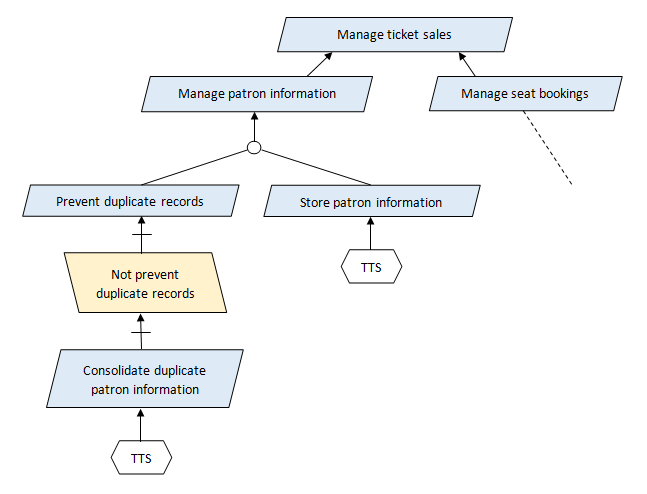 Manage ticket sales
Manage patron information
Manage seat bookings
Prevent duplicate records
Store patron information
Not prevent
duplicate records
TTS
Consolidate duplicate
patron information
TTS